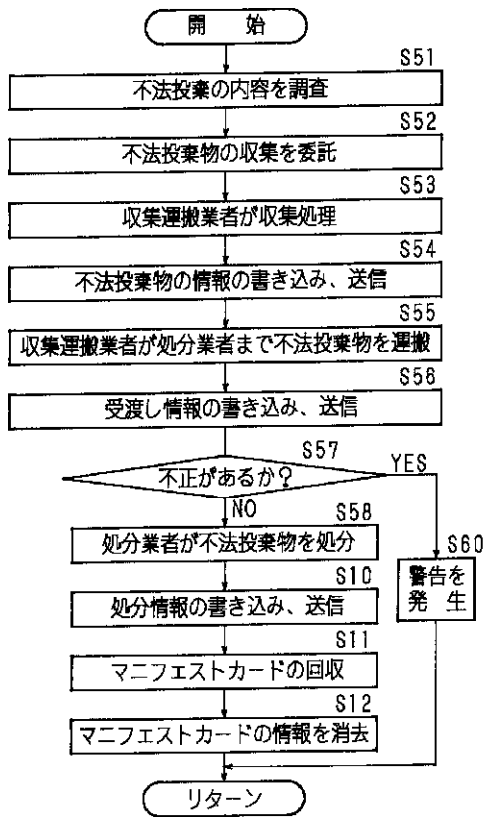 開　始
S51
不法投棄の内容を調査
S52
不法投棄物の収集を委託
S53
収集運搬業者が収集処理
S54
不法投棄物の情報の書き込み、送信
S55
収集運搬業者が処分業者まで不法投棄物を運搬
S56
受渡し情報の書き込み、送信
S57
不正があるか?
YES
NO
S58
処分業者が不法投棄物を処分
S60
警告を
発　生
S10
処分情報の書き込み、送信
S11
マニフェストカードの回収
S12
マニフェストカードの情報を消去
リターン